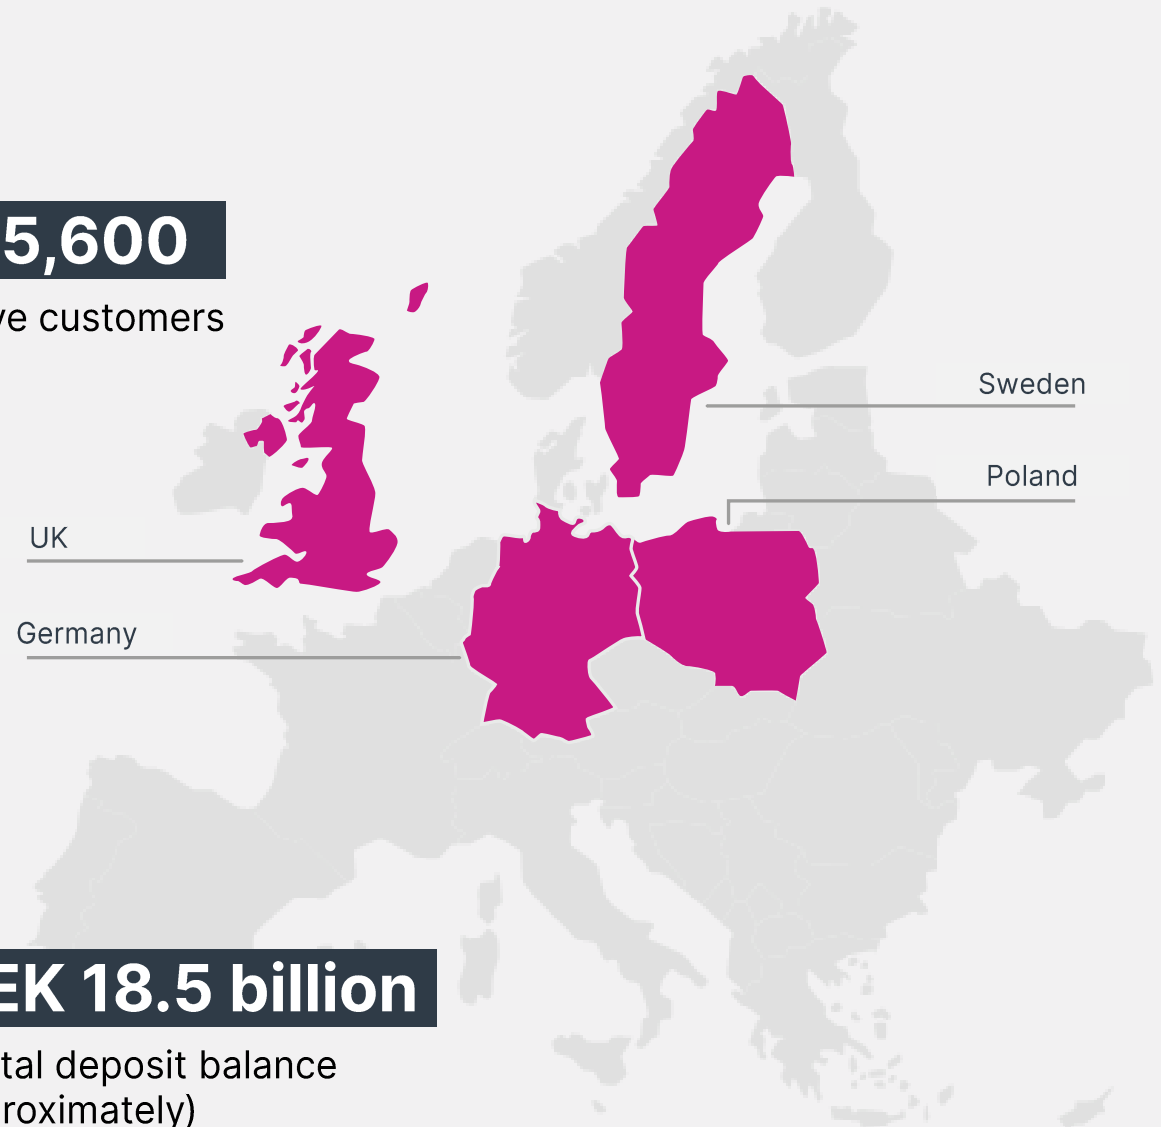 5,600
ve customers
Sweden
Poland
UK
Germany
EK 18.5 billion
tal deposit balance
roximately)